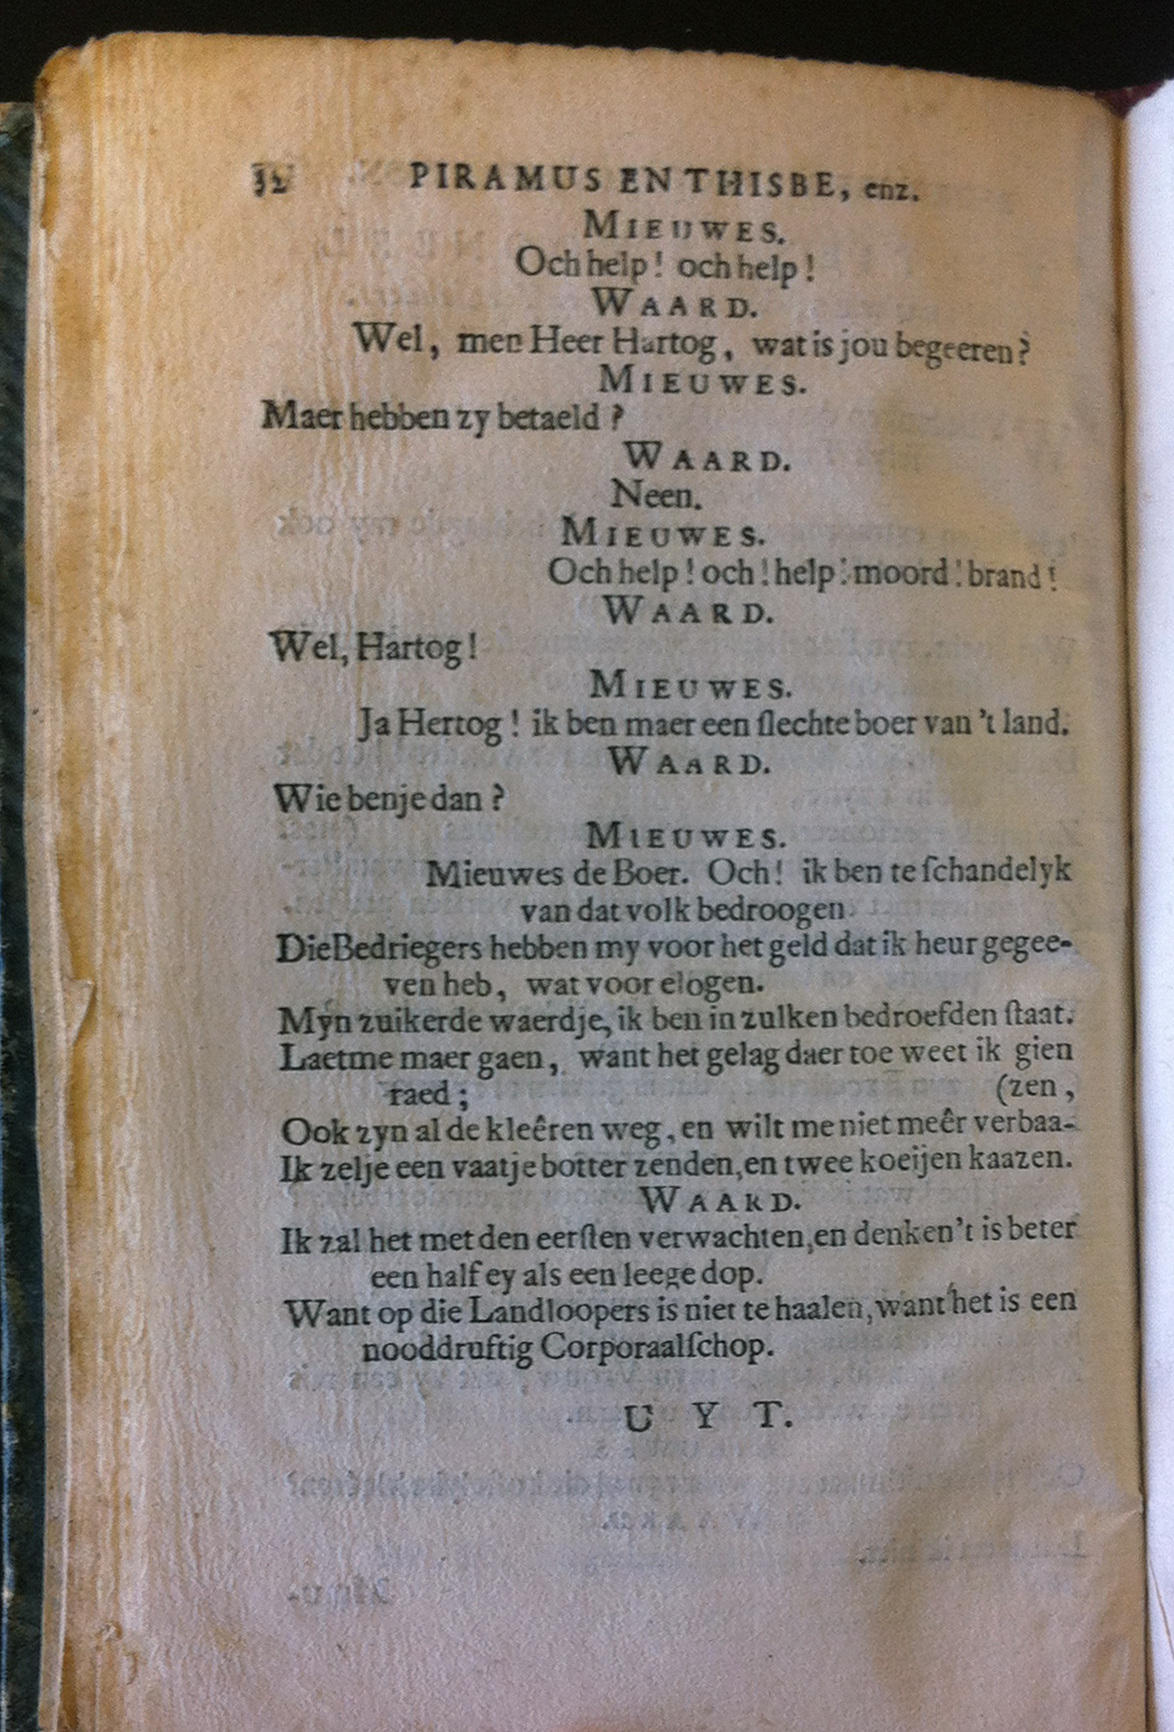 32 PIRAMUS EN THISBE, enz.
MIEUWES.
Och help! och help!
WAARD.
Wel, men Heer Hartog, wat is jou begeeren?
MIEUWES.
Maer hebben zy betaeld?
WAARD.
Neen.
MIEUWES.
Och help! och! help! moord! brand!
WAARD.
Wel, Hartog!
MIEUWES.
Ja Hertog! ik ben maer een ſlechte boer van 't land.
WAARD.
Wie benje dan?
MIEUWES.
Mieuwes de Boer. Och! ik ben te ſchandelyk
van dat volk bedroogen.
Die Bedriegers hebben my voor het geld dat ik heur gegee-
ven heb, wat voor elogen.
Myn zuikerde waerdje, ik ben in zulken bedroefden ſtaat.
Laetme maer gaen, want het gelag daer toe weet ik gien
raed; (zen,
Ook zyn al de kleêren weg, en wilt me niet meêr verbaa-
Ik zelje een vaatje botter zenden, en twee koeijen kaazen.
WAARD.
Ik zal het met den eerſten verwachten, en denken 't is beter
een half ey als een leege dop.
Want op die Landloopers is niet te haalen, want het is een
nooddruftig Corporaalſchop.
UYT.